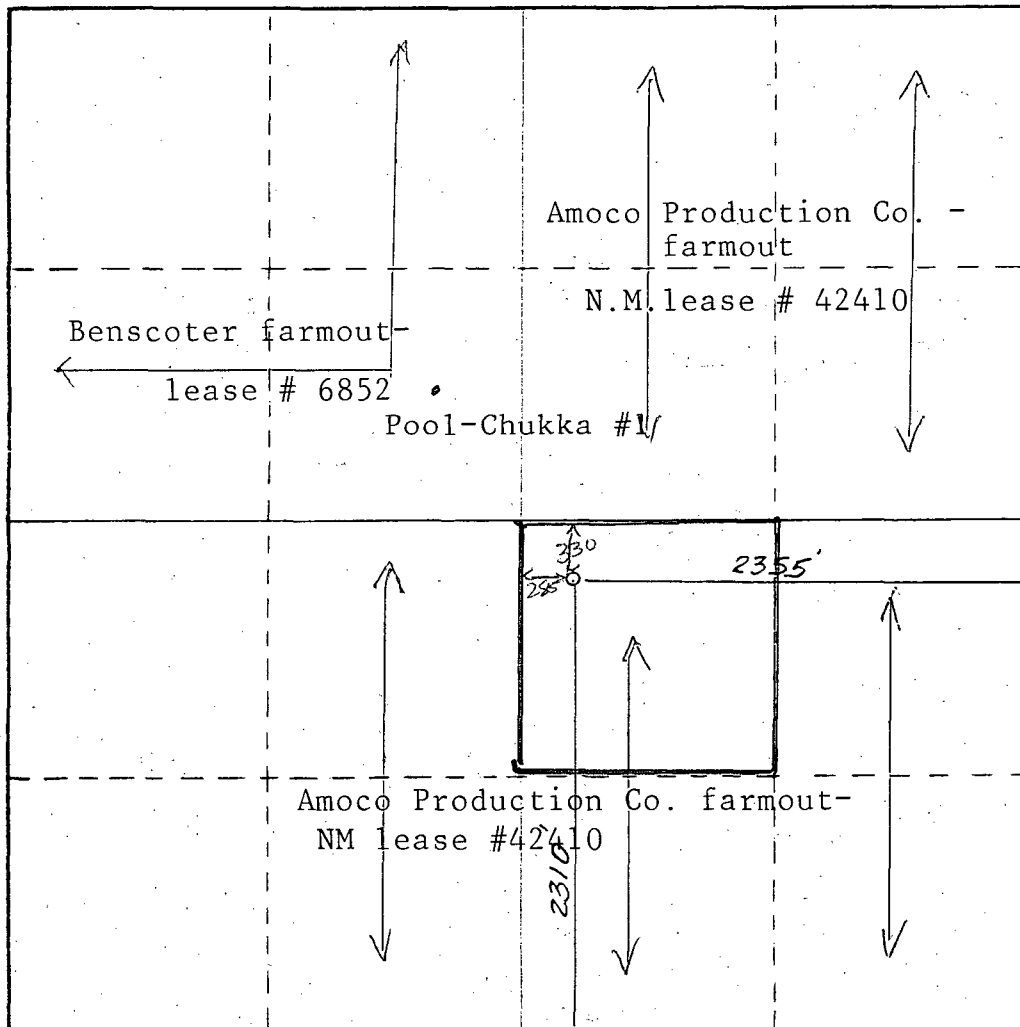 Amoco Production Co. -
farmout
N.M. lease # 42410
Benscoter farmout-
lease # 6852
Pool-Chukka #1
330
285
2355'
Amoco Production Co. farmout-
NM lease #42410
2310'